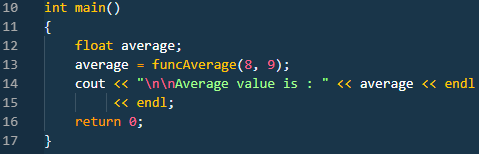 10 int main()
11 {
12     float average;
13     average = funcAverage(8, 9);
14     cout << "\n\nAverage value is : " << average << endl
15         << endl;
16     return 0;
17 }